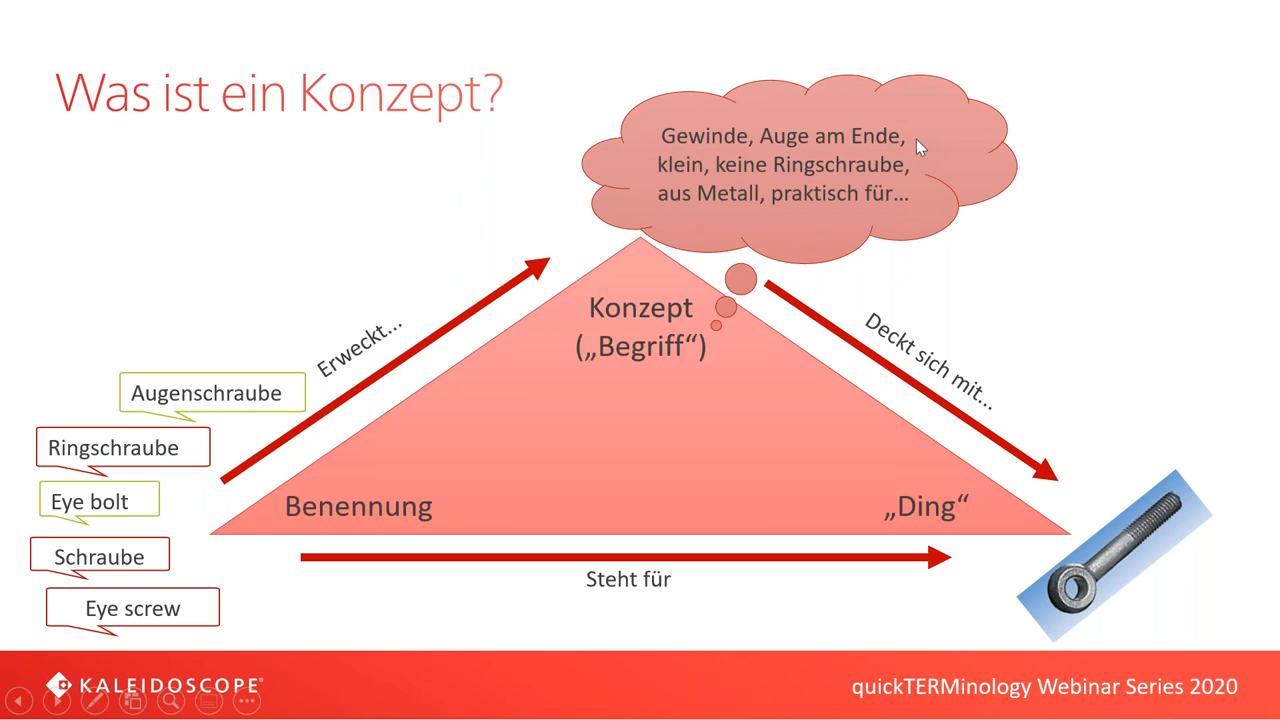 Was ist ein Konzept?
Gewinde, Auge am Ende,
klein, keine Ringschraube,
aus Metall, praktisch für...
Konzept
(„Begriff“)
Erweckt...
Deckt sich mit...
Augenschraube
Ringschraube
Eye bolt
Schraube
Eye screw
Benennung
„Ding“
Steht für
KALEIDOSCOPE®
quickTERMinology Webinar Series 2020